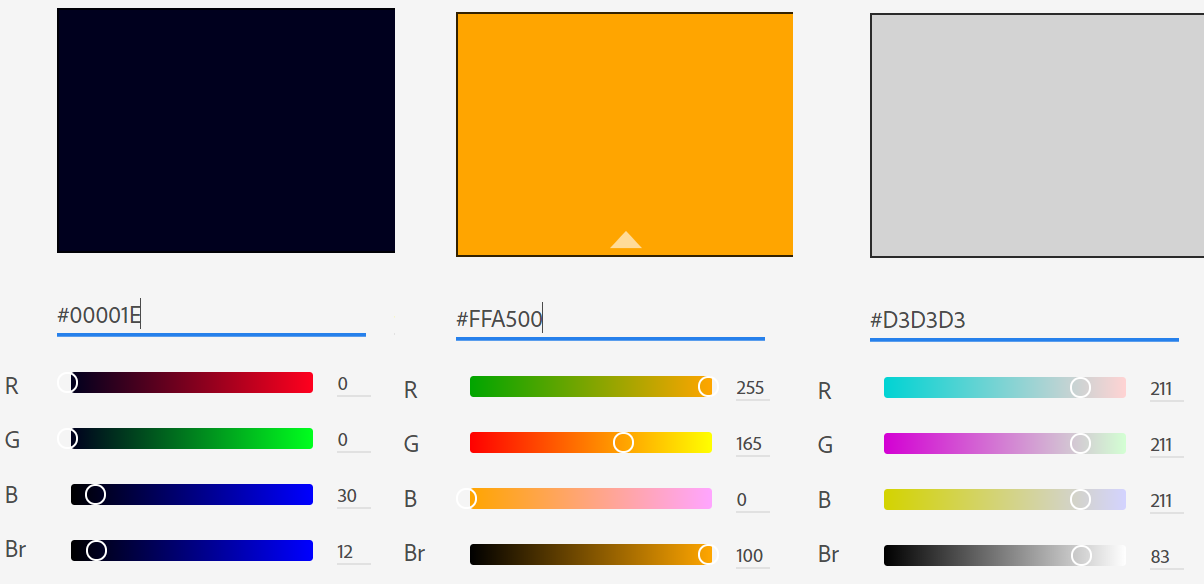 #00001E
R 0
G 0
B 30
Br 12
#FFA500
R 255
G 165
B 0
Br 100
#D3D3D3
R 211
G 211
B 211
Br 83